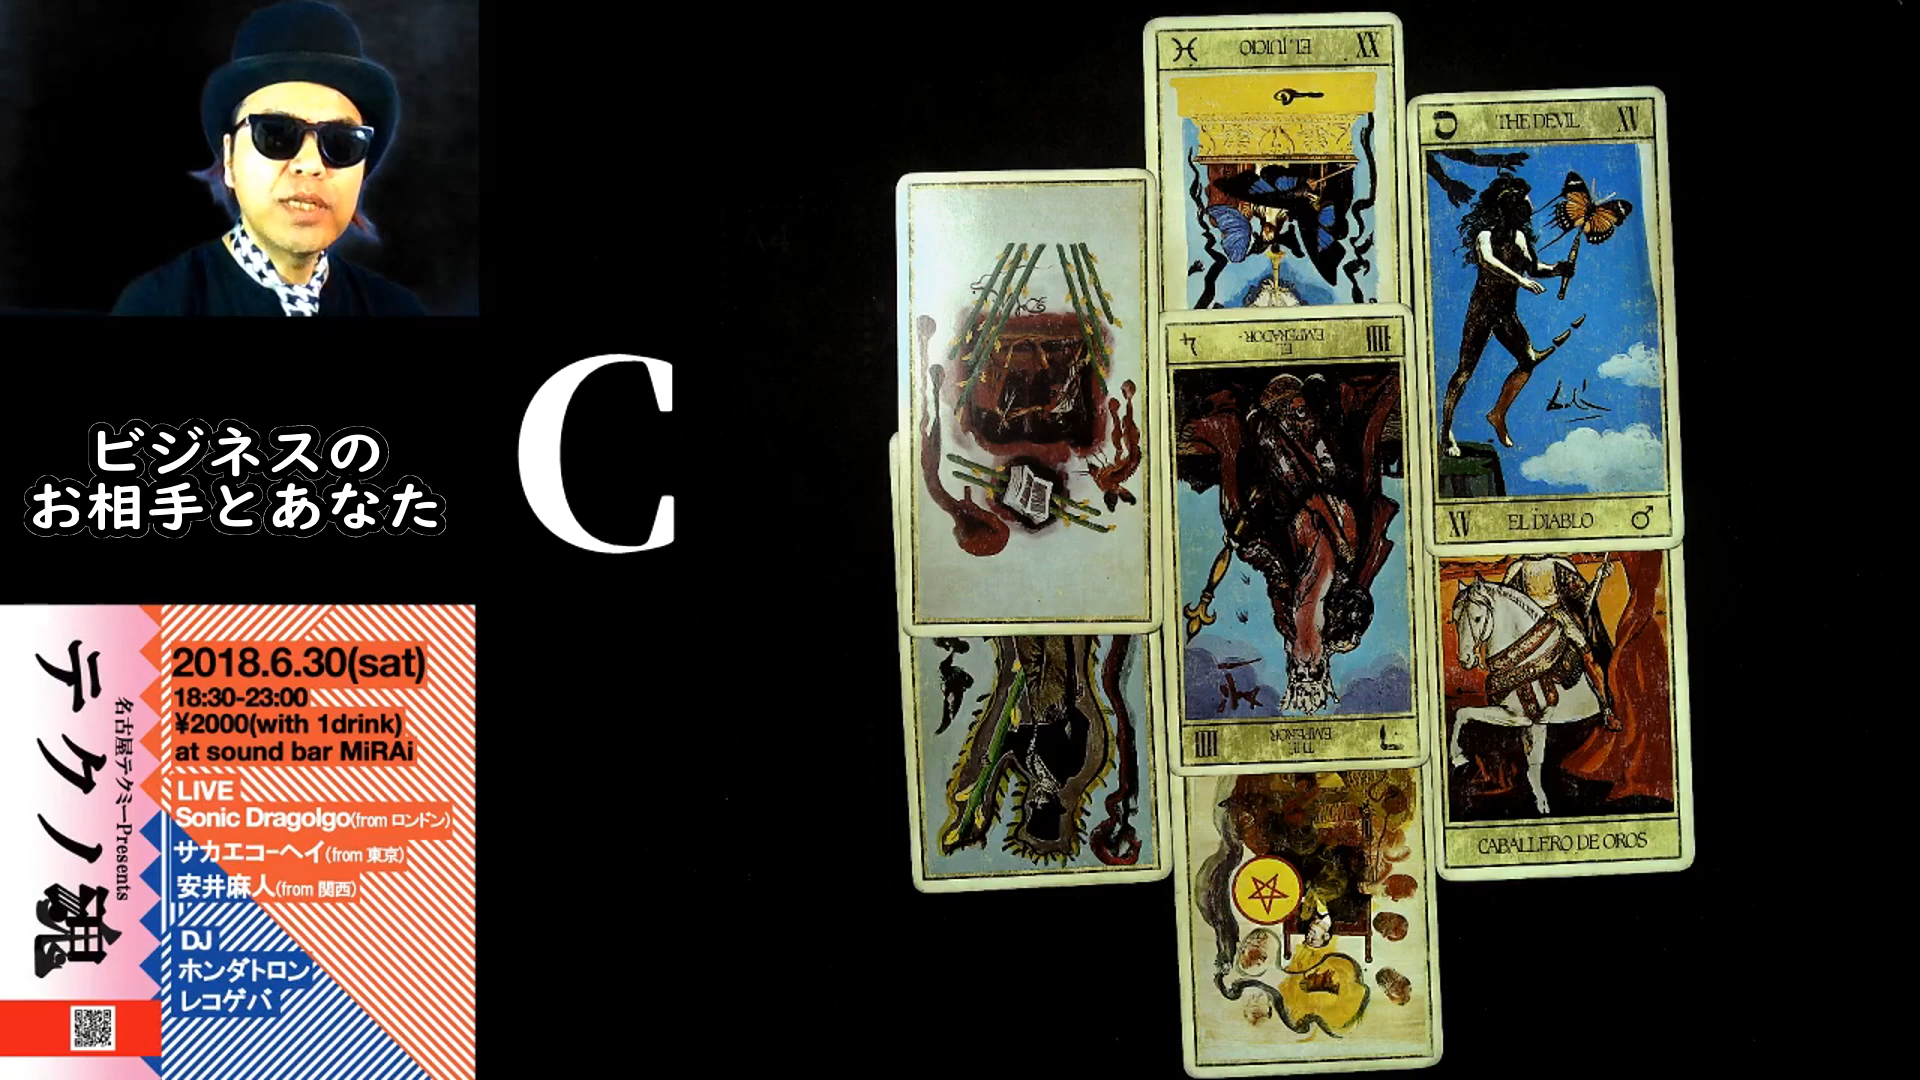 ビジネスの
お相手とあなた
C
テクノ魂
名古屋テクミーPresents
2018.6.30(sat)
18:30-23:00
¥2000(with 1drink)
at sound bar MiRAi
LIVE
Sonic Dragolgo(from ロンドン)
サカエコーヘイ(from 東京)
安井麻人(from 関西)
DJ
ホンダトロン
レコゲバ
EL JUICIO XX
THE DEVIL XV
XV EL DIABLO
EL EMPERADOR IIII
THE EMPEROR IIII
CABALLERO DE OROS